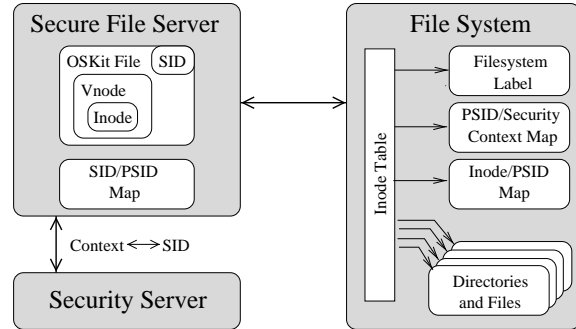 Secure File Server
OSKit File
SID
Vnode
Inode
SID/PSID
Map
Context
SID
Security Server
File System
Inode Table
Filesystem
Label
PSID/Security
Context Map
Inode/PSID
Map
Directories
and Files